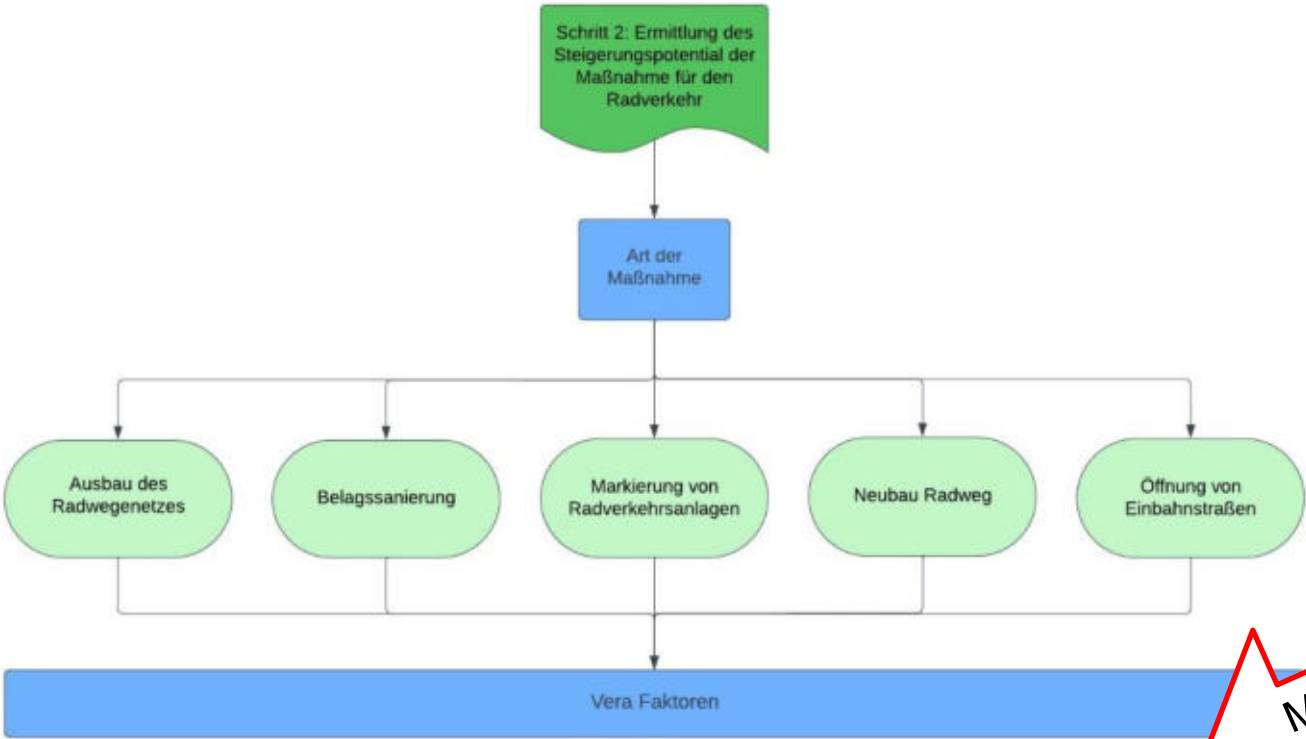 Schritt 2: Ermittlung des
Steigerungspotential der
Maßnahme für den
Radverkehr
Art der
Maßnahme
Ausbau des
Radwegenetzes
Belagssanierung
Markierung von
Radverkehrsanlagen
Neubau Radweg
Öffnung von
Einbahnstraßen
Vera Faktoren